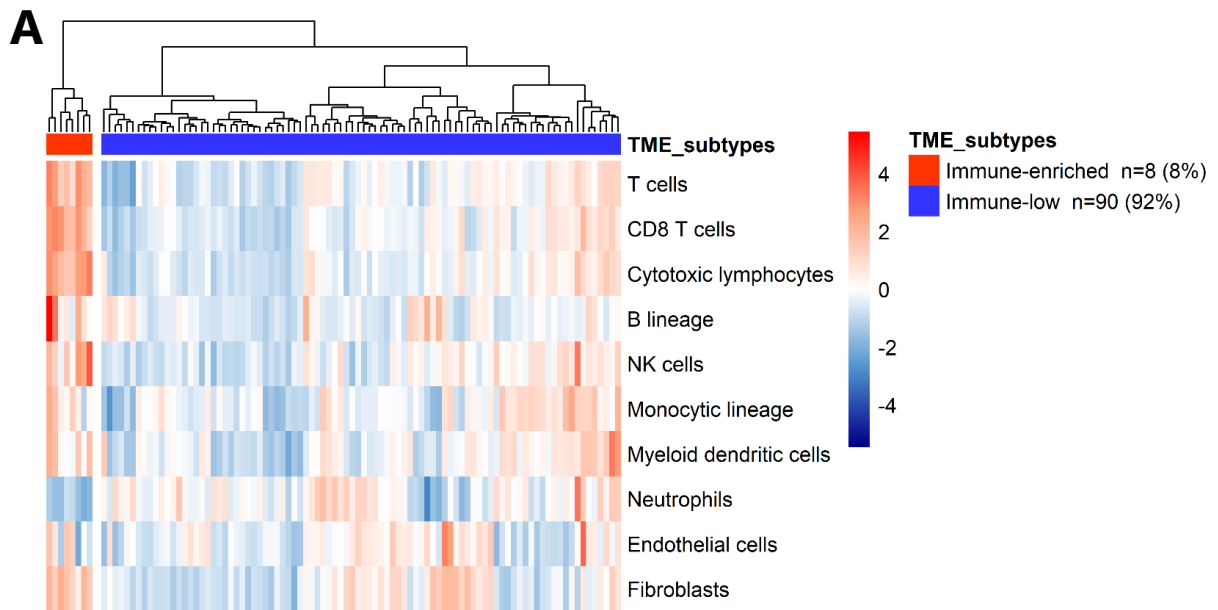 A
TME_subtypes
T cells
CD8 T cells
Cytotoxic lymphocytes
B lineage
NK cells
Monocytic lineage
Myeloid dendritic cells
Neutrophils
Endothelial cells
Fibroblasts
4
2
0
-2
-4
TME_subtypes
Immune-enriched n=8 (8%)
Immune-low n=90 (92%)